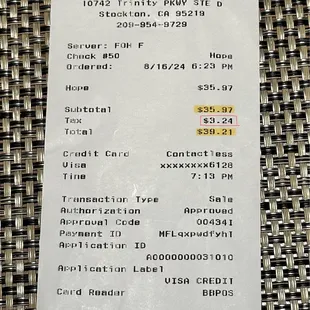 10742 Trinity PKWY STE D
Stockton, CA 95219
209-954-9729
Server: FOH F
Check #50 Hope
Ordered: 8/16/24 6:23 PM
Hope $35.97
Subtotal $35.97
Tax $3.24
Total $39.21
Credit Card Contactless
Visa xxxxxxxx6128
Time 7:13 PM
Transaction Type Sale
Authorization Approved
Approval Code 00434I
Payment ID MFLqxpwdfyhI
Application ID
A0000000031010
Application Label
VISA CREDIT
Card Reader BBPOS